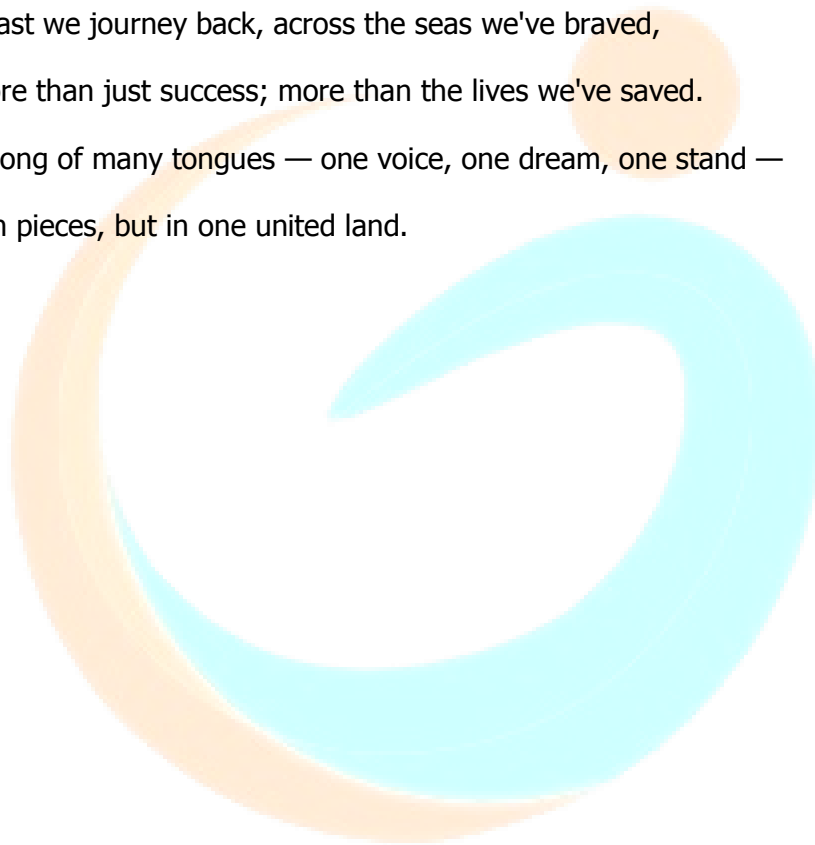 ast we journey back, across the seas we've braved,
re than just success; more than the lives we've saved.
ong of many tongues — one voice, one dream, one stand —
n pieces, but in one united land.